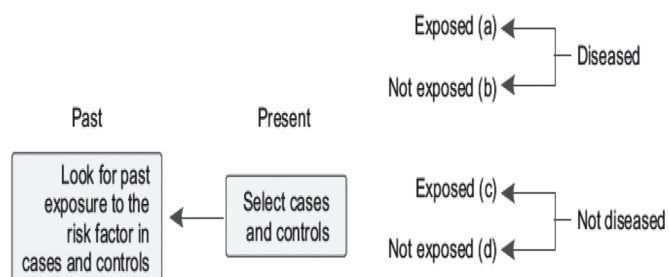 Exposed (a)
Diseased
Not exposed (b)
Past
Present
Look for past
exposure to the
risk factor in
cases and controls
Select cases
and controls
Exposed (c)
Not diseased
Not exposed (d)